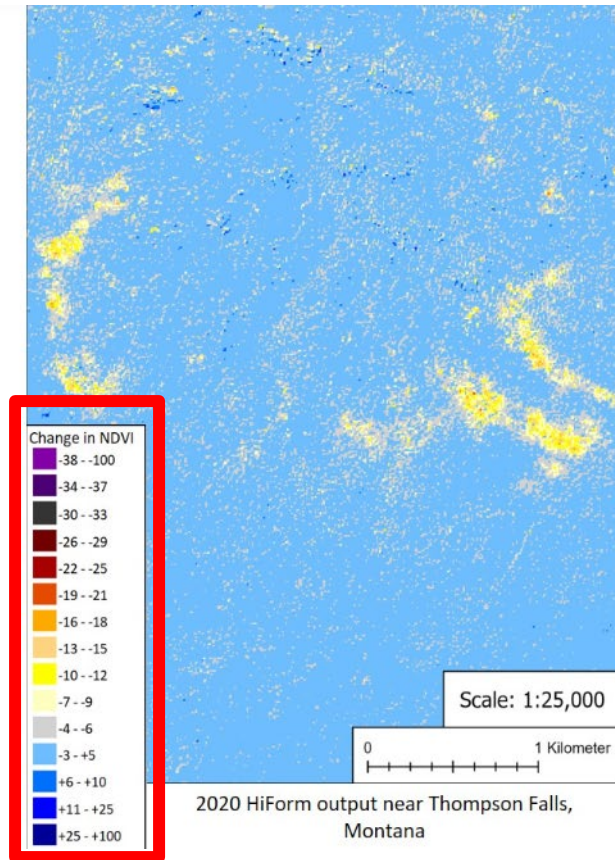 Change in NDVI
-38 - -100
-34 - -37
-30 - -33
-26 - -29
-22 - -25
-19 - -21
-16 - -18
-13 - -15
-10 - -12
-7 - -9
-4 - -6
-3 - +5
+6 - +10
+11 - +25
+25 - +100
Scale: 1:25,000
0 1 Kilometer
2020 HiForm output near Thompson Falls,
Montana